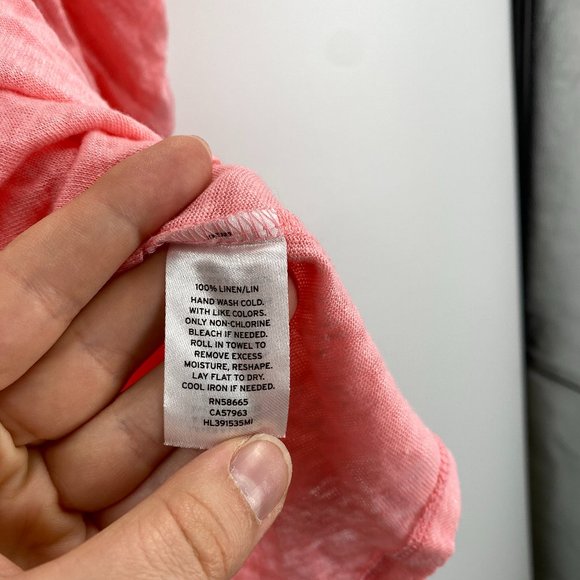 100% LINEN/LIN
HAND WASH COLD.
WITH LIKE COLORS.
ONLY NON-CHLORINE
BLEACH IF NEEDED.
ROLL IN TOWEL TO
REMOVE EXCESS
MOISTURE, RESHAPE.
LAY FLAT TO DRY.
COOL IRON IF NEEDED.
RN58665
CA57963
HL391535MI